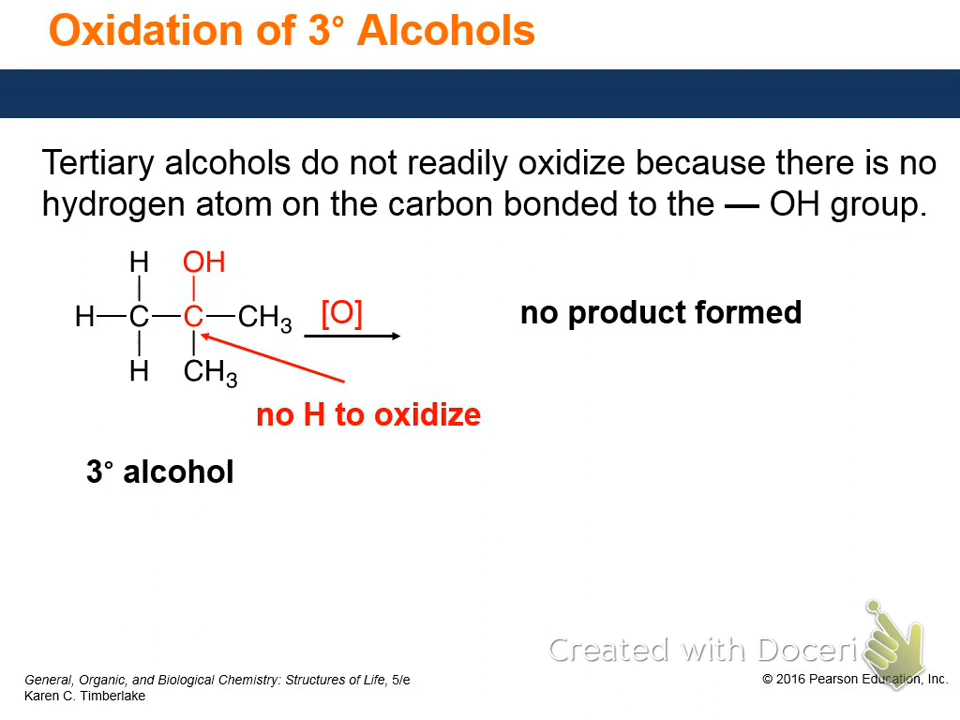 Oxidation of 3° Alcohols
Tertiary alcohols do not readily oxidize because there is no
hydrogen atom on the carbon bonded to the — OH group.
H OH
H—C—C—CH₃ [O] no product formed
H CH₃
no H to oxidize
3° alcohol
Created with Doceri
General, Organic, and Biological Chemistry: Structures of Life, 5/e
Karen C. Timberlake
© 2016 Pearson Education, Inc.